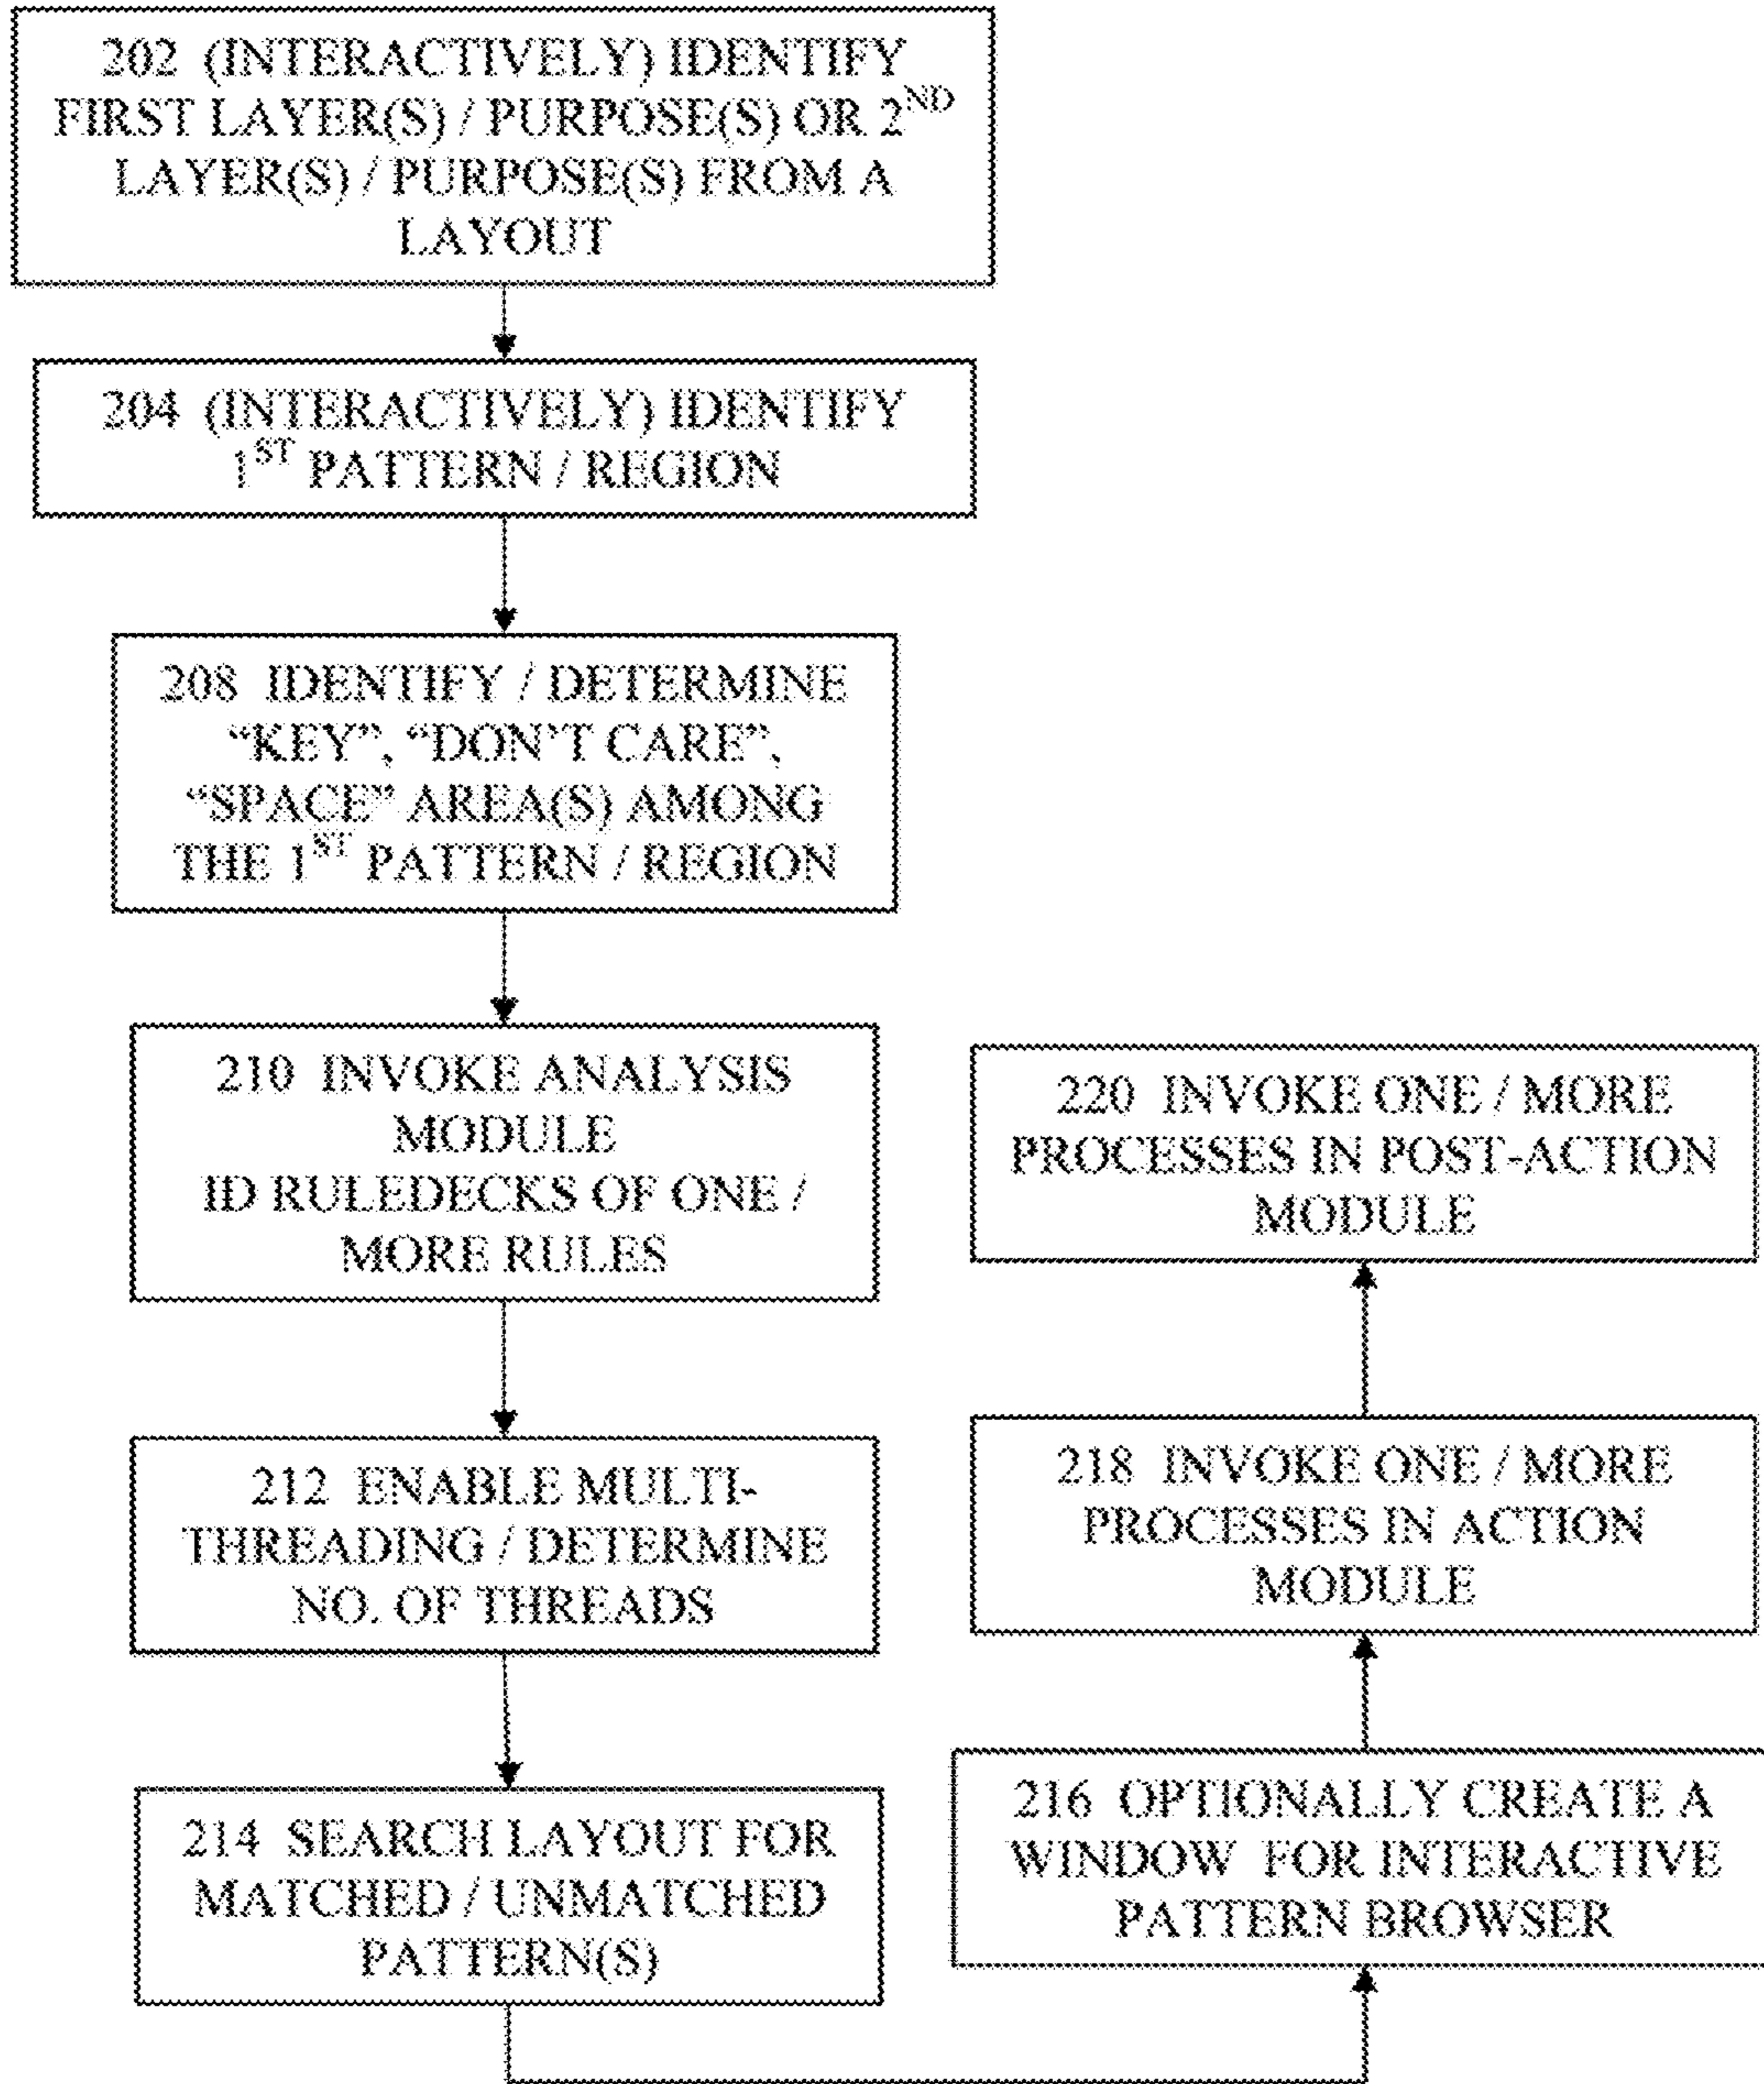 202 (INTERACTIVELY) IDENTIFY
FIRST LAYER(S) / PURPOSE(S) OR 2ND
LAYER(S) / PURPOSE(S) FROM A
LAYOUT
204 (INTERACTIVELY) IDENTIFY
1ST PATTERN / REGION
208 IDENTIFY / DETERMINE
“KEY”, “DON’T CARE”,
“SPACE” AREA(S) AMONG
THE 1ST PATTERN / REGION
210 INVOKE ANALYSIS
MODULE
ID RULEDECKS OF ONE /
MORE RULES
212 ENABLE MULTI-
THREADING / DETERMINE
NO. OF THREADS
214 SEARCH LAYOUT FOR
MATCHED / UNMATCHED
PATTERN(S)
216 OPTIONALLY CREATE A
WINDOW FOR INTERACTIVE
PATTERN BROWSER
218 INVOKE ONE / MORE
PROCESSES IN ACTION
MODULE
220 INVOKE ONE / MORE
PROCESSES IN POST-ACTION
MODULE